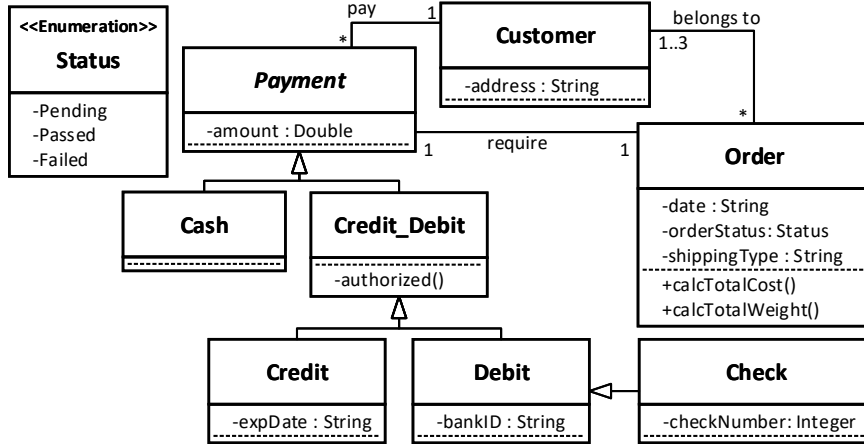 <<Enumeration>>
Status
-Pending
-Passed
-Failed
pay
1
*
Payment
-amount : Double
Customer
-address : String
belongs to
1..3
*
1
require
1
Order
-date : String
-orderStatus: Status
-shippingType : String
+calcTotalCost()
+calcTotalWeight()
Cash
Credit_Debit
-authorized()
Credit
-expDate : String
Debit
-bankID : String
Check
-checkNumber: Integer